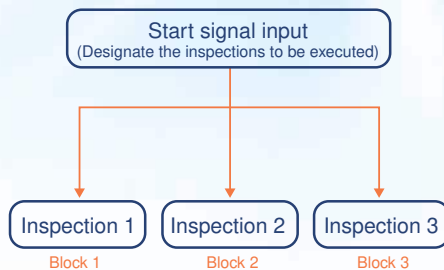 Start signal input
(Designate the inspections to be executed)
Inspection 1
Inspection 2
Inspection 3
Block 1
Block 2
Block 3